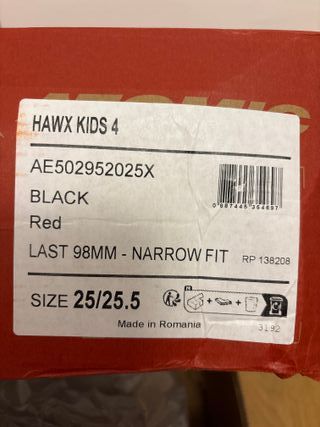 ATOMIC
HAWX KIDS 4
AE502952025X
BLACK
Red
LAST 98MM - NARROW FIT
RP 138208
SIZE 25/25.5
Made in Romania
3192